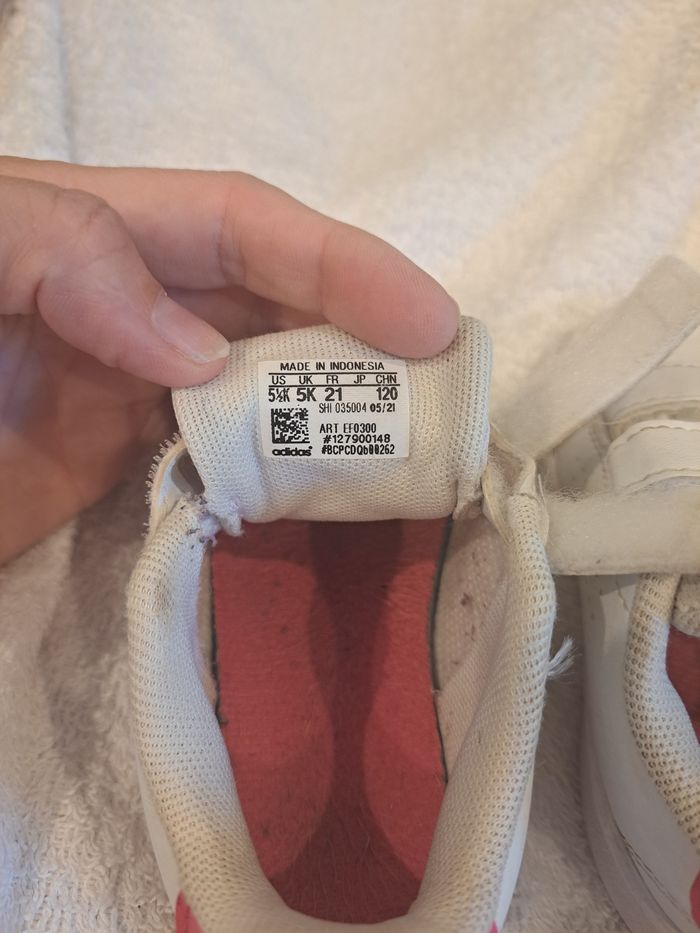 MADE IN INDONESIA
US UK FR JP CHN
5½K 5K 21 120
SHI 035004 05/21
ART EF0300
#127900148
adidas #BCPCDQb00262